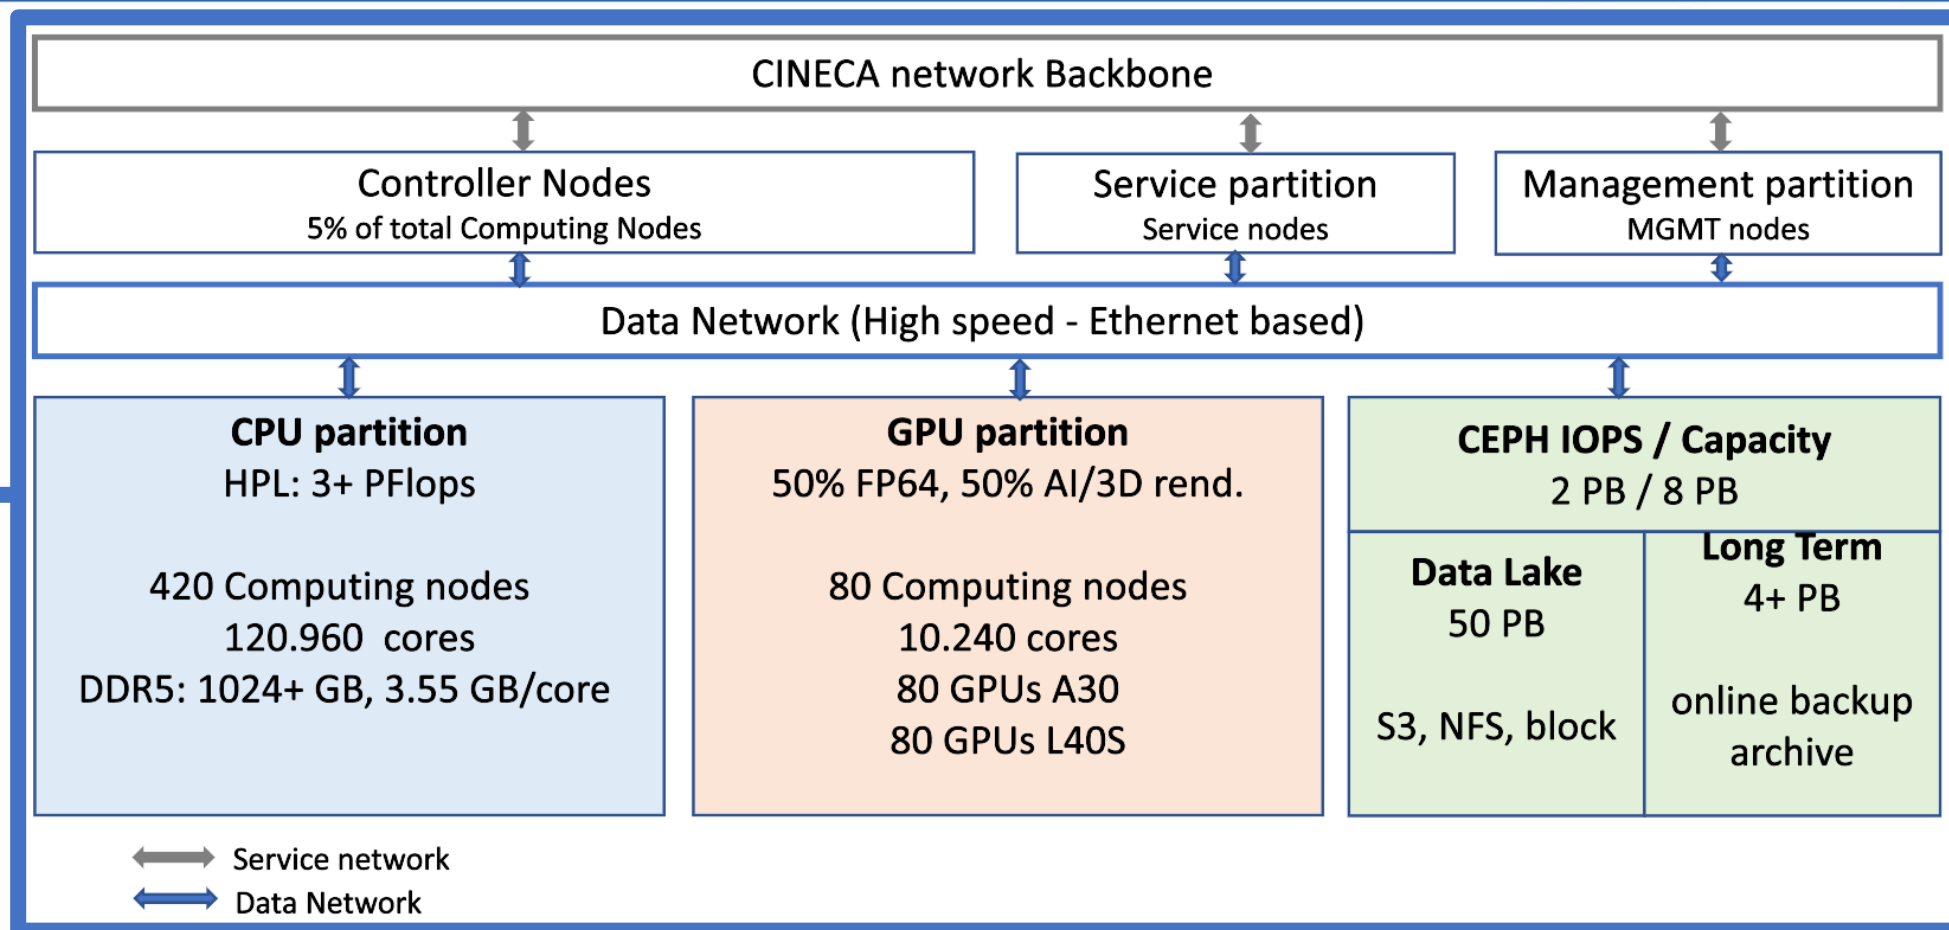 CINECA network Backbone
Controller Nodes
5% of total Computing Nodes
Service partition
Service nodes
Management partition
MGMT nodes
Data Network (High speed - Ethernet based)
CPU partition
HPL: 3+ PFlops
420 Computing nodes
120.960 cores
DDR5: 1024+ GB, 3.55 GB/core
GPU partition
50% FP64, 50% AI/3D rend.
80 Computing nodes
10.240 cores
80 GPUs A30
80 GPUs L40S
CEPH IOPS / Capacity
2 PB / 8 PB
Data Lake
50 PB
S3, NFS, block
Long Term
4+ PB
online backup
archive
Service network
Data Network